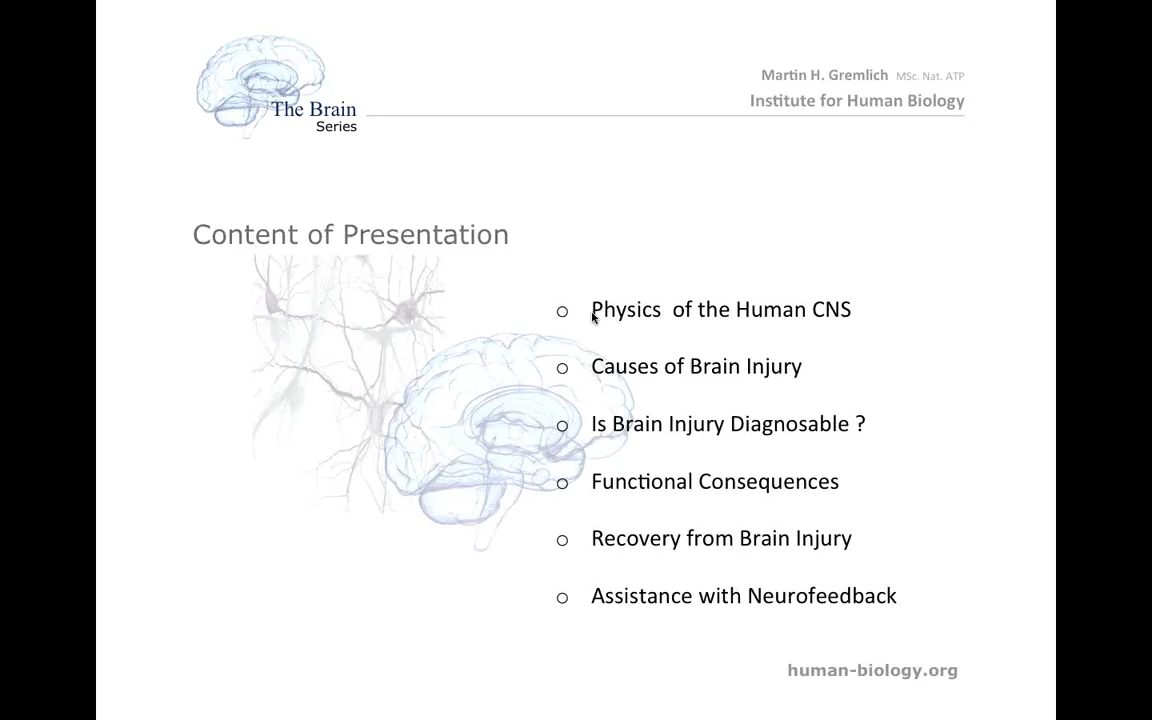 The Brain
Series
Martin H. Gremlich MSc. Nat. ATP
Institute for Human Biology
Content of Presentation
o Physics of the Human CNS
o Causes of Brain Injury
o Is Brain Injury Diagnosable ?
o Functional Consequences
o Recovery from Brain Injury
o Assistance with Neurofeedback
human-biology.org